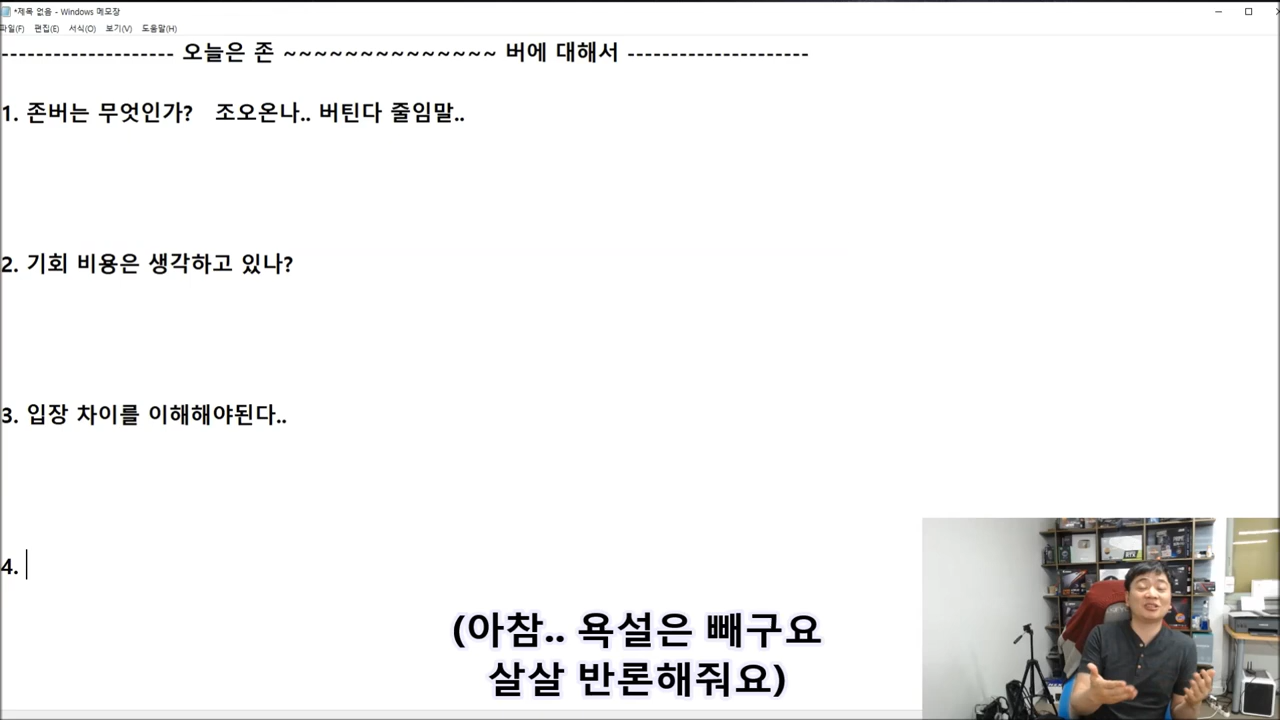 *제목 없음 - Windows 메모장
파일(F) 편집(E) 서식(O) 보기(V) 도움말(H)
-------------------- 오늘은 존 ~~~~~~~~~~~~~~ 버에 대해서 ---------------------
1. 존버는 무엇인가? 조오온나.. 버틴다 줄임말..
2. 기회 비용은 생각하고 있나?
3. 입장 차이를 이해해야된다..
4.
(아참.. 욕설은 빼구요
살살 반론해줘요)